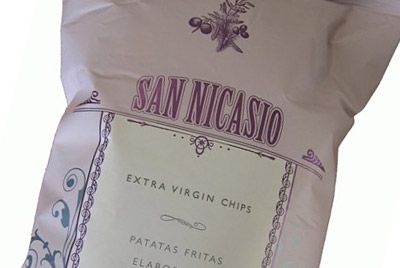 SAN NICASIO
EXTRA VIRGIN CHIPS
PATATAS FRITAS